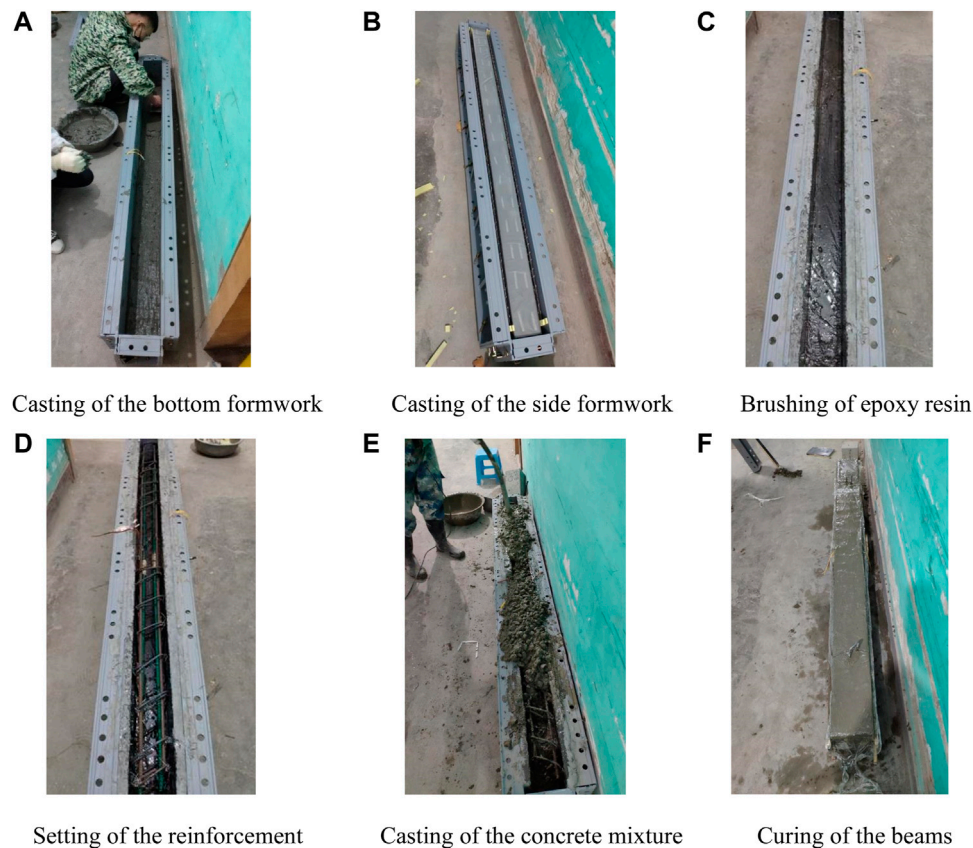 A
B
C
Casting of the bottom formwork
Casting of the side formwork
Brushing of epoxy resin
D
E
F
Setting of the reinforcement
Casting of the concrete mixture
Curing of the beams